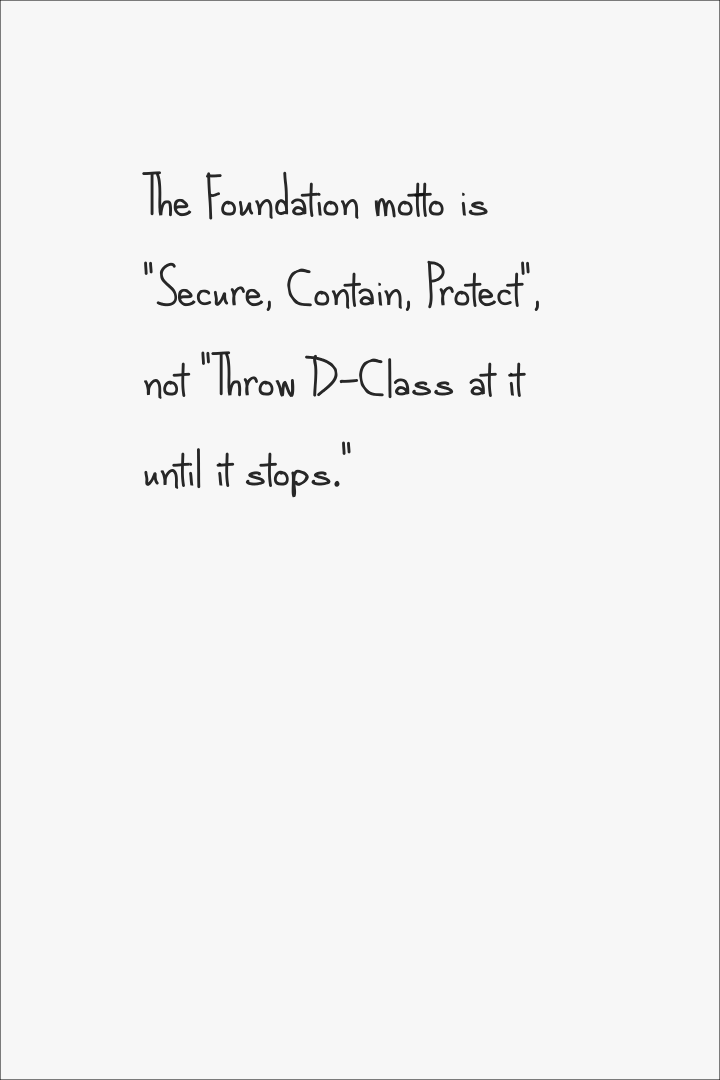 The Foundation motto is
"Secure, Contain, Protect",
not "Throw D-Class at it
until it stops."